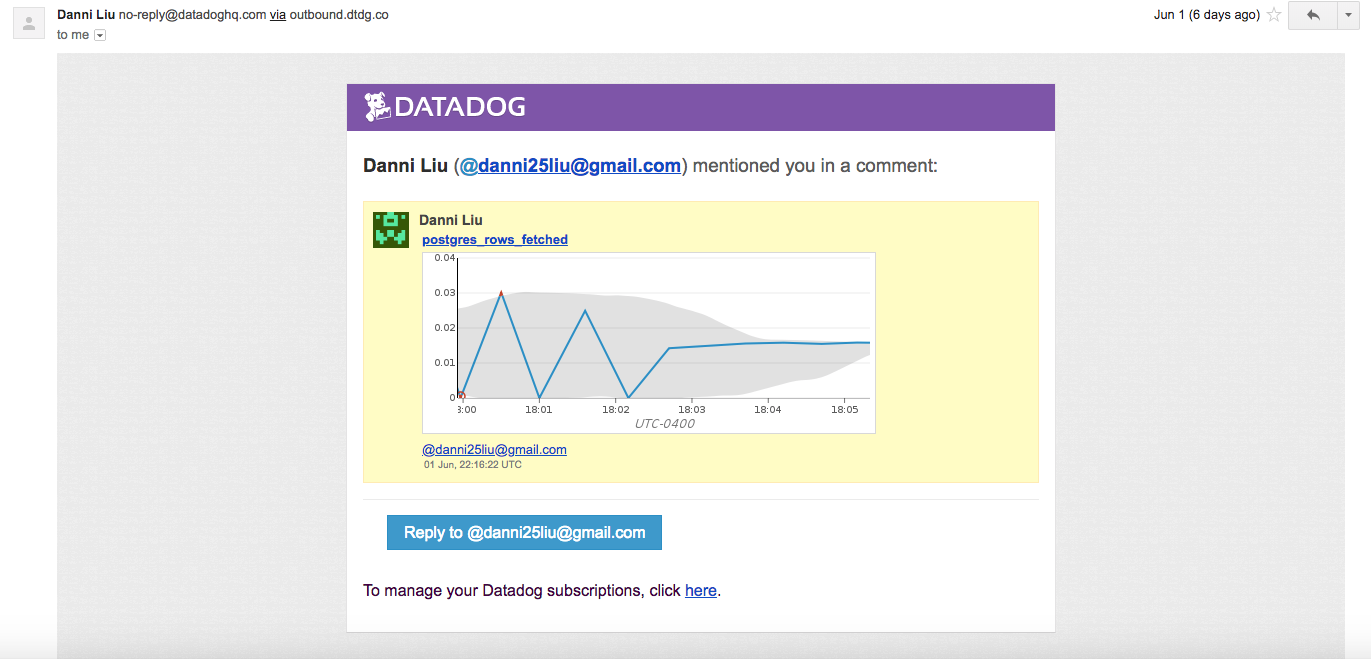 Danni Liu no-reply@datadoghq.com via outbound.dtdg.co
Jun 1 (6 days ago)
to me
DATADOG
Danni Liu (@danni25liu@gmail.com) mentioned you in a comment:
Danni Liu
postgres_rows_fetched
0.04
0.03
0.02
0.01
0
3:00 18:01 18:02 18:03 18:04 18:05
UTC-0400
@danni25liu@gmail.com
01 Jun, 22:16:22 UTC
Reply to @danni25liu@gmail.com
To manage your Datadog subscriptions, click here.